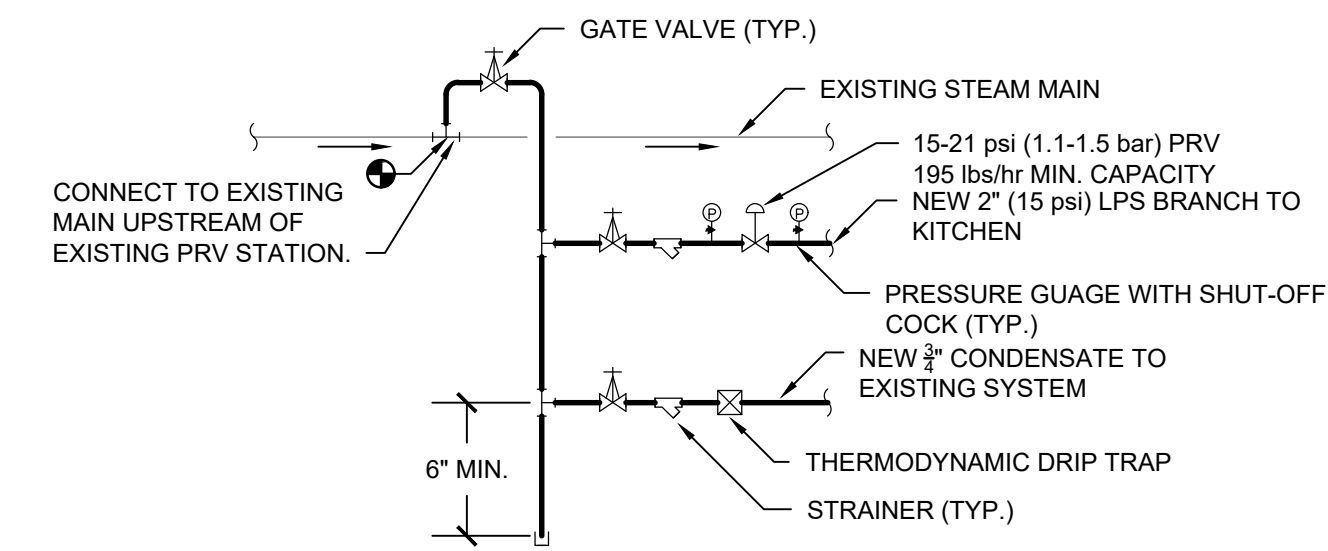 GATE VALVE (TYP.)
EXISTING STEAM MAIN
15-21 psi (1.1-1.5 bar) PRV
195 lbs/hr MIN. CAPACITY
NEW 2" (15 psi) LPS BRANCH TO
KITCHEN
CONNECT TO EXISTING
MAIN UPSTREAM OF
EXISTING PRV STATION.
P
P
PRESSURE GUAGE WITH SHUT-OFF
COCK (TYP.)
NEW 3/4" CONDENSATE TO
EXISTING SYSTEM
6" MIN.
THERMODYNAMIC DRIP TRAP
STRAINER (TYP.)